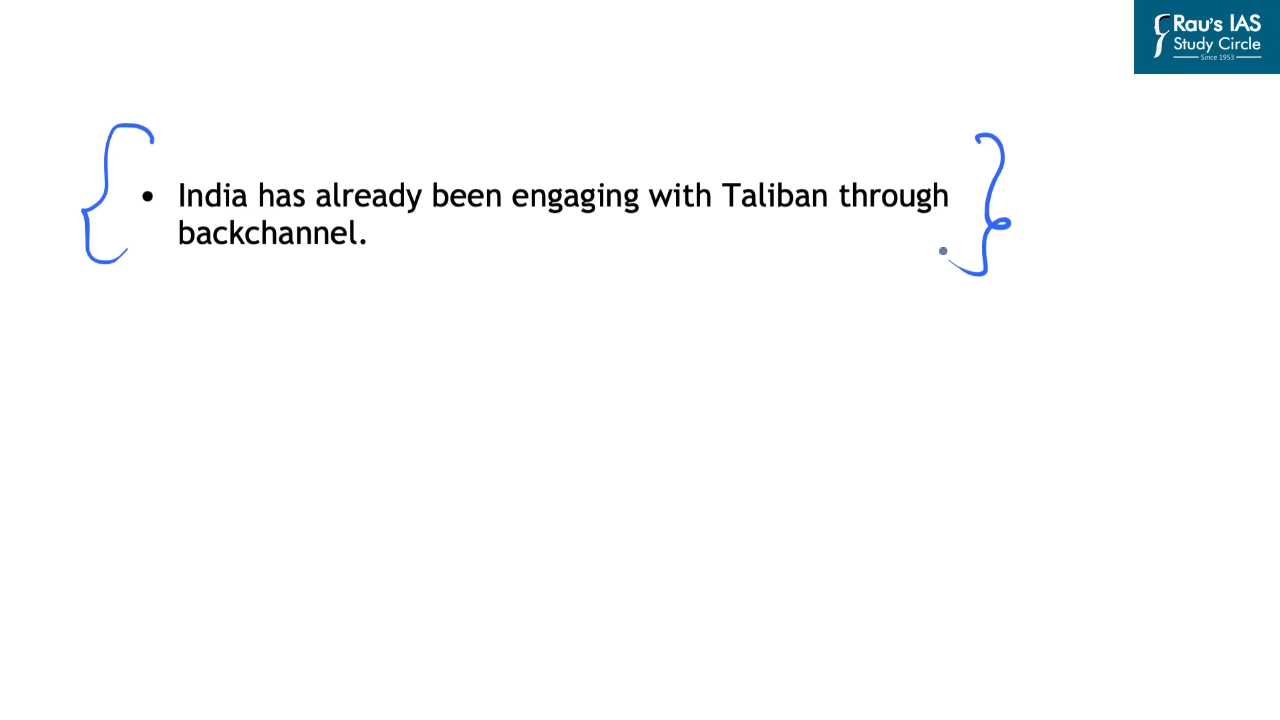 Rau's IAS
Study Circle
Since 1953
• India has already been engaging with Taliban through
backchannel.